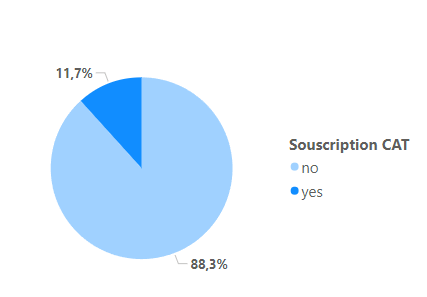 11,7%
Souscription CAT
no
yes
88,3%